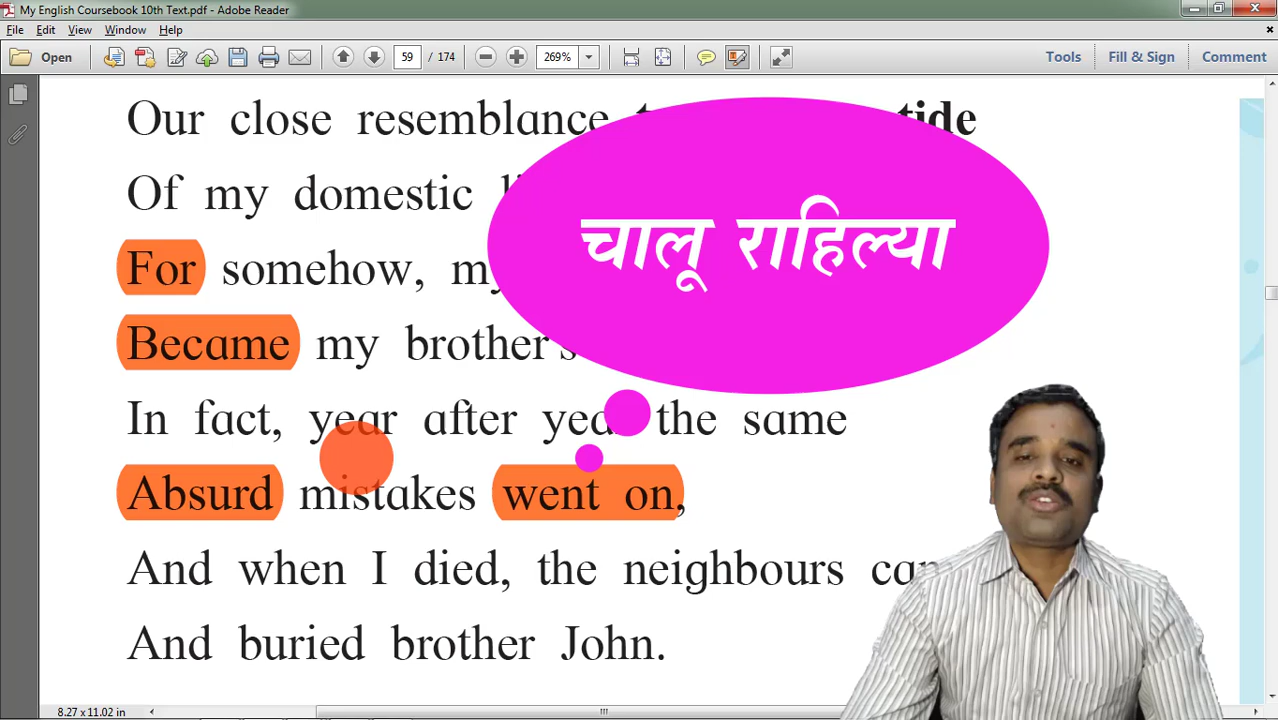 My English Coursebook 10th Text.pdf - Adobe Reader
File Edit View Window Help
Open 59 / 174 269% Tools Fill & Sign Comment
Our close resemblance tide
Of my domestic
For somehow, my
Became my brother's
In fact, year after year the same
Absurd mistakes went on,
And when I died, the neighbours
And buried brother John.
चालू राहिल्या
8.27 x 11.02 in